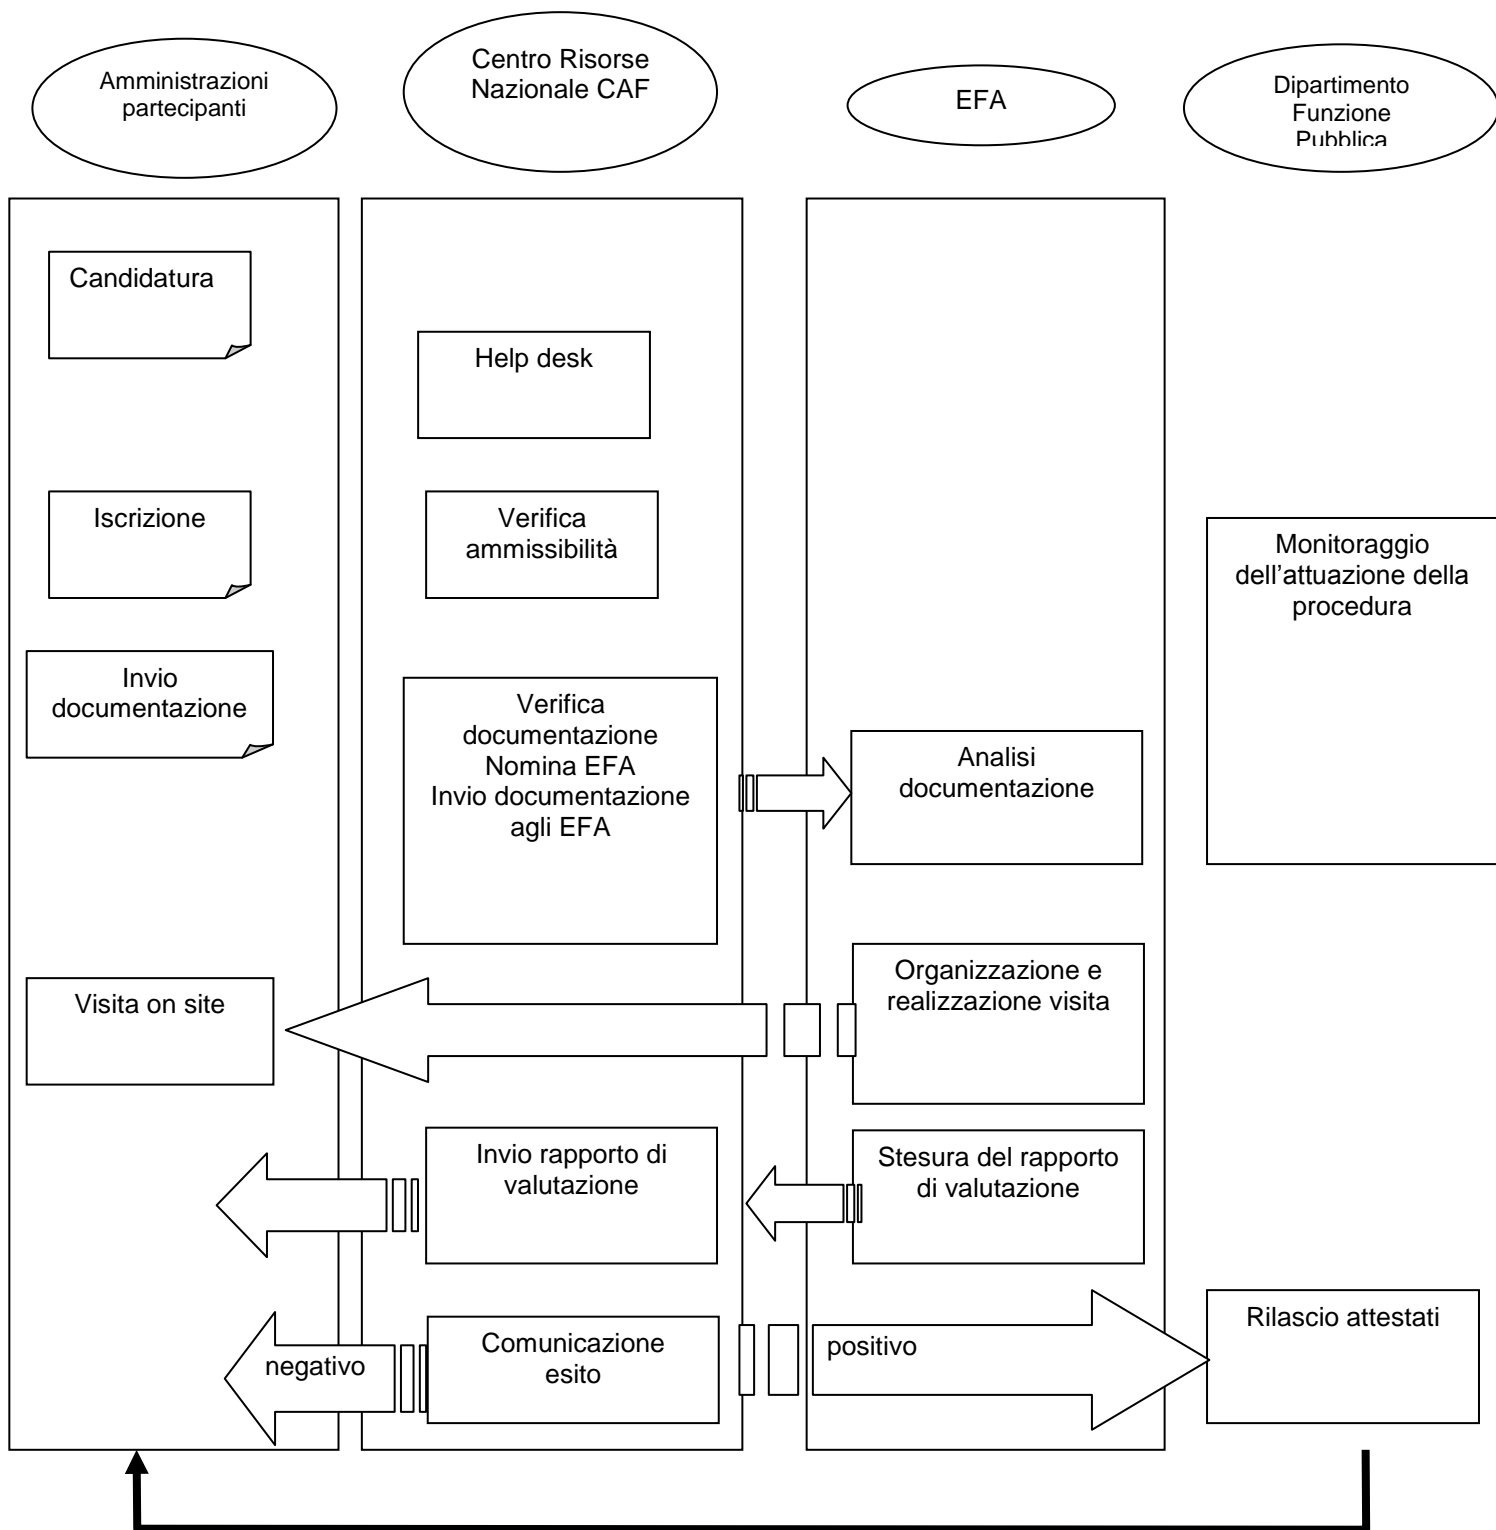 Amministrazioni
partecipanti
Centro Risorse
Nazionale CAF
EFA
Dipartimento
Funzione
Pubblica
Candidatura
Help desk
Iscrizione
Verifica
ammissibilità
Monitoraggio
dell’attuazione della
procedura
Invio
documentazione
Verifica
documentazione
Nomina EFA
Invio documentazione
agli EFA
Analisi
documentazione
Visita on site
Organizzazione e
realizzazione visita
Invio rapporto di
valutazione
Stesura del rapporto
di valutazione
negativo
Comunicazione
esito
positivo
Rilascio attestati